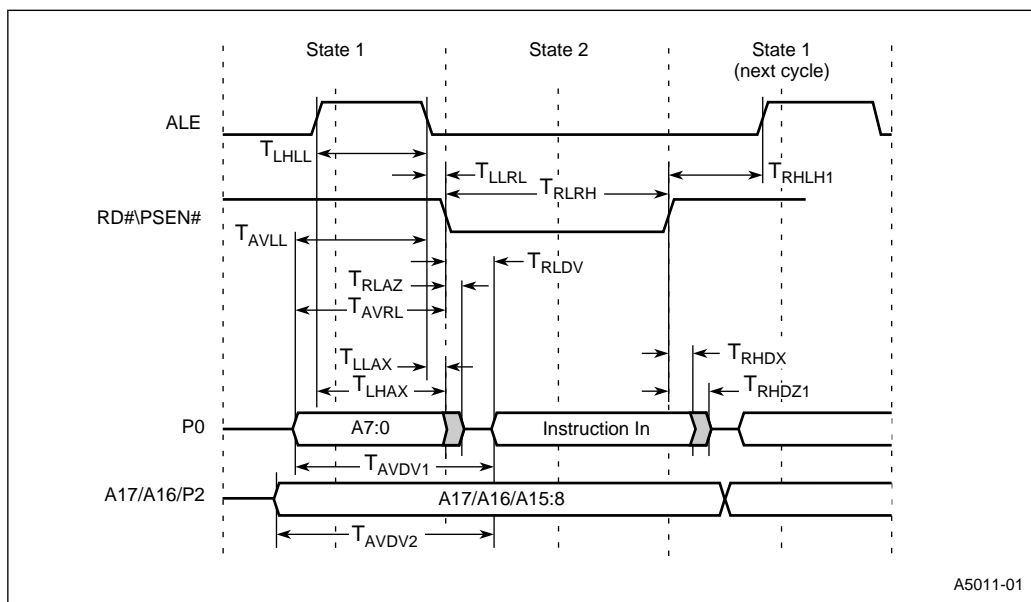 State 1
State 2
State 1
(next cycle)
ALE
TLHLL
TLLRL
TRLRH
TRHLH1
RD#\PSEN#
TAVLL
TRLDV
TRLAZ
TAVRL
TLLAX
TRHDX
TLHAX
TRHDZ1
P0
A7:0
Instruction In
TAVDV1
A17/A16/P2
A17/A16/A15:8
TAVDV2
A5011-01